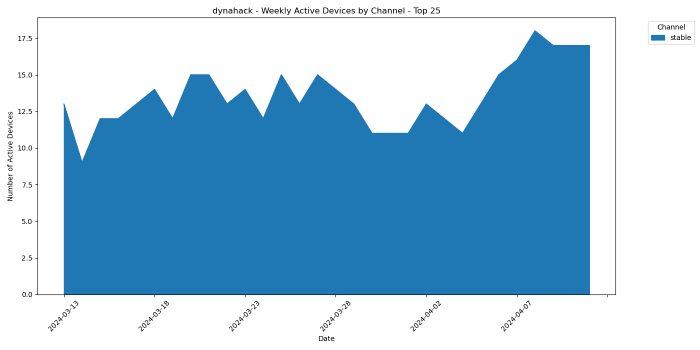 dynahack - Weekly Active Devices by Channel - Top 25
Channel
stable
Number of Active Devices
17.5
15.0
12.5
10.0
7.5
5.0
2.5
0.0
2024-03-13
2024-03-18
2024-03-23
2024-03-28
2024-04-02
2024-04-07
Date